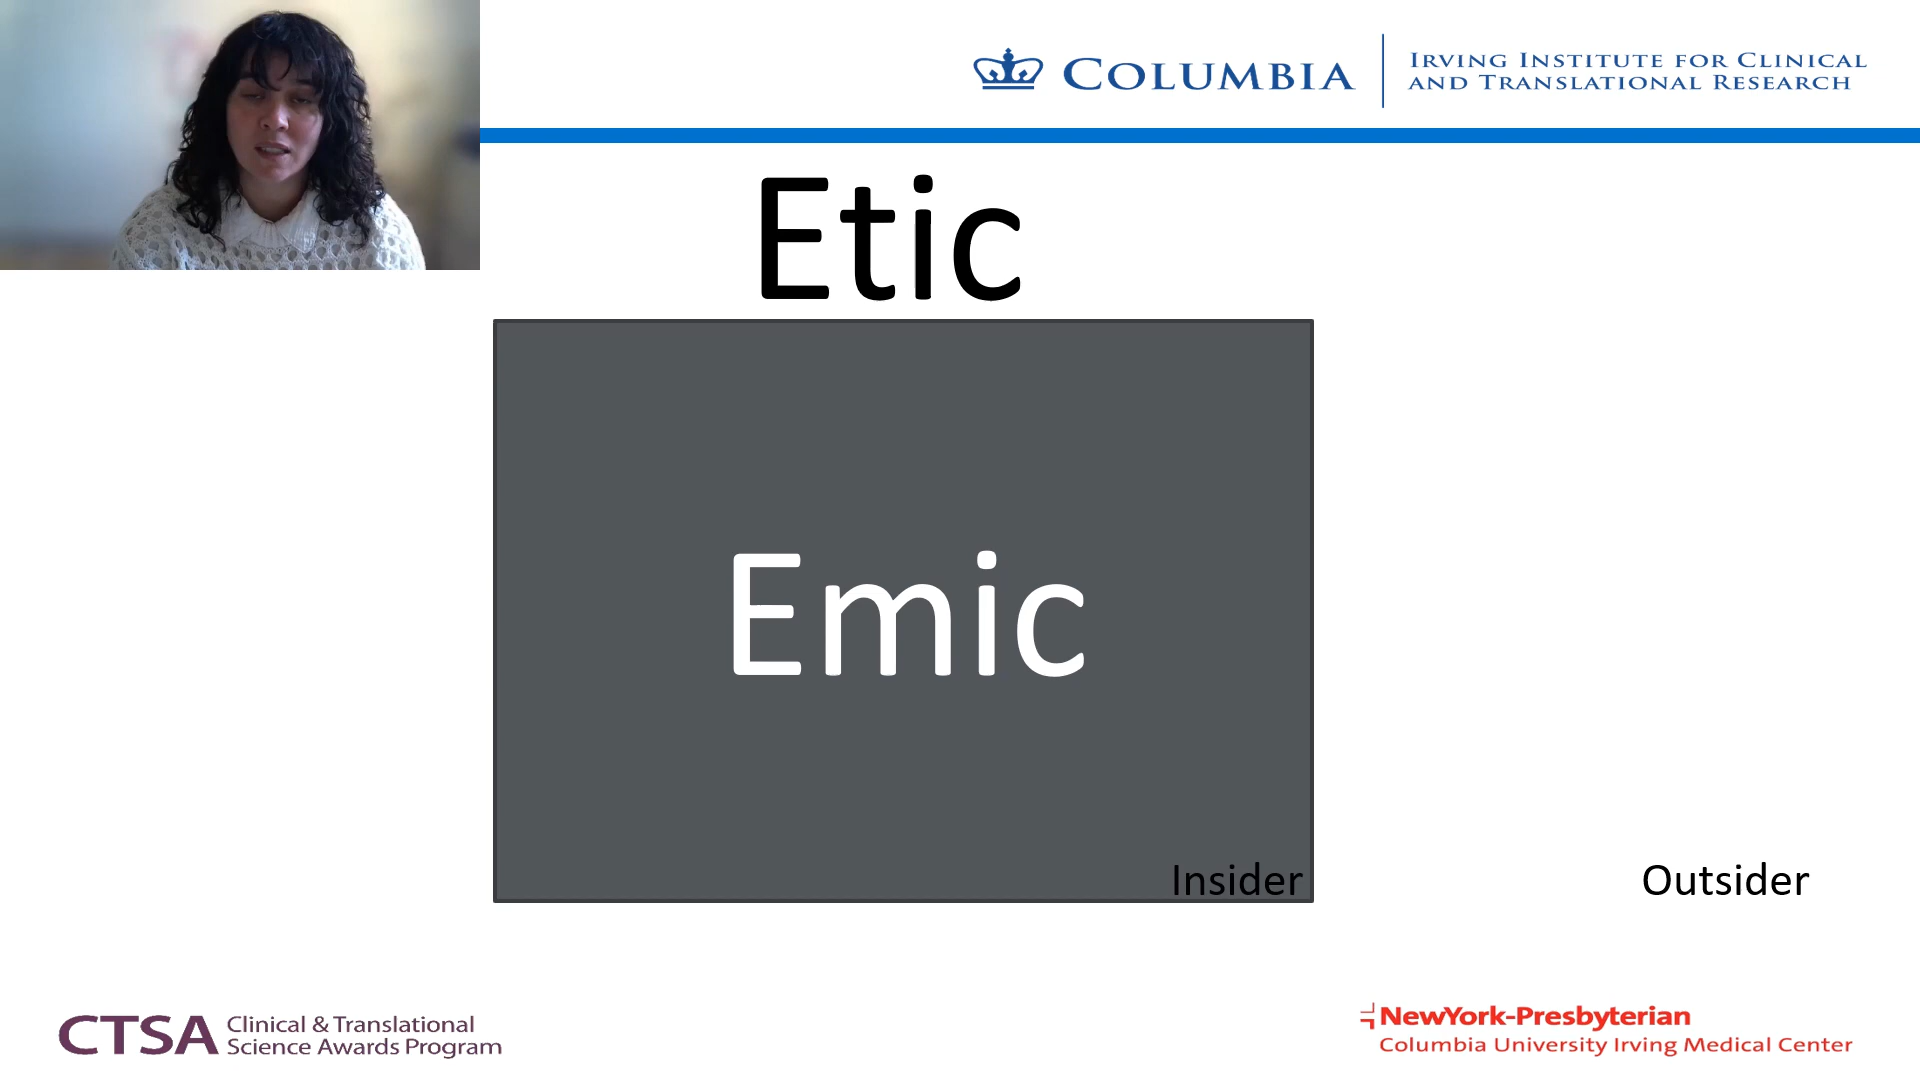 COLUMBIA
IRVING INSTITUTE FOR CLINICAL
AND TRANSLATIONAL RESEARCH
Etic
Emic
Insider
Outsider
CTSA
Clinical & Translational
Science Awards Program
NewYork-Presbyterian
Columbia University Irving Medical Center